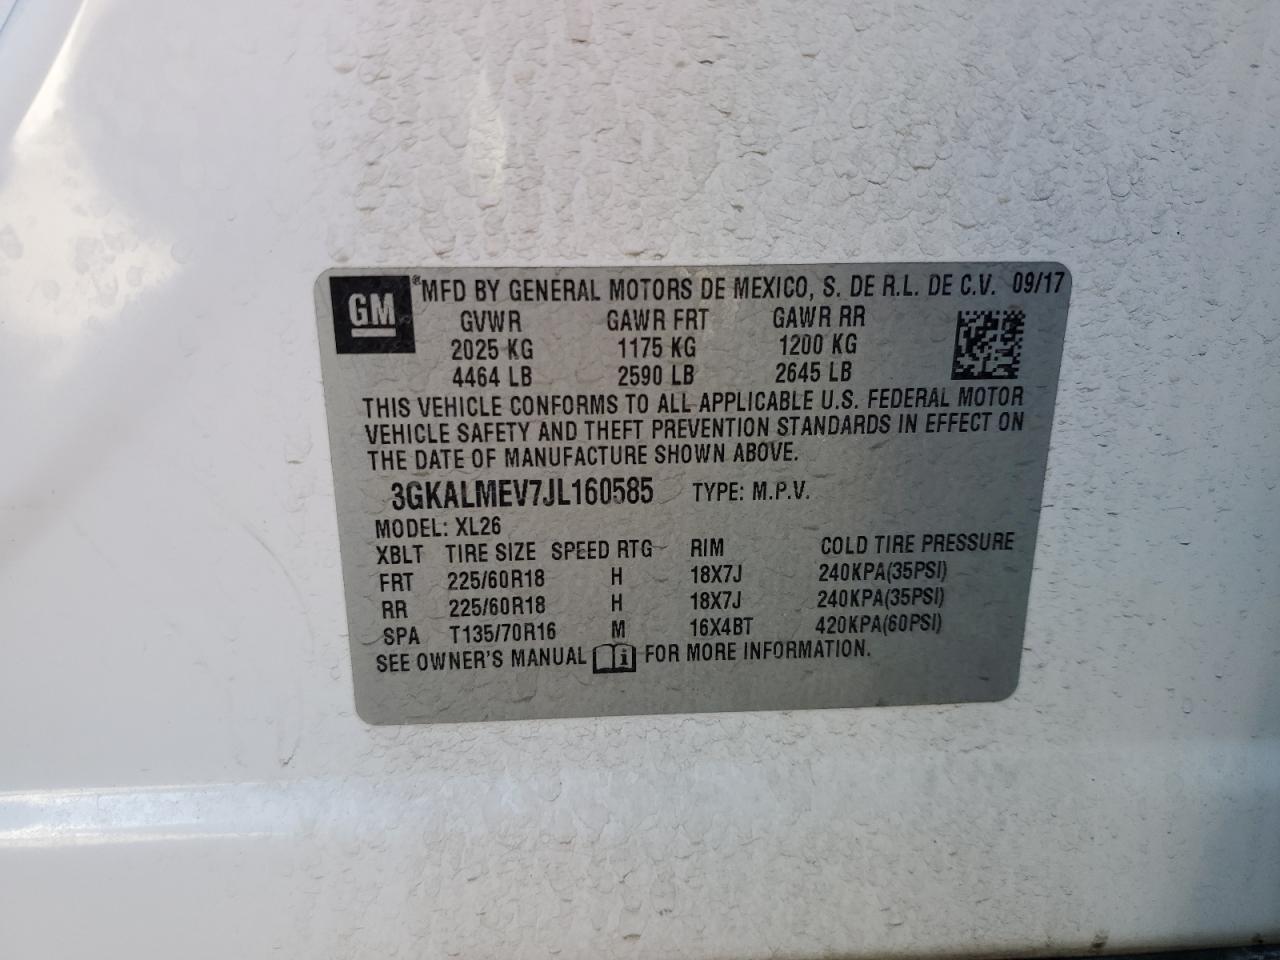 GM ®MFD BY GENERAL MOTORS DE MEXICO, S. DE R.L. DE C.V. 09/17
GVWR GAWR FRT GAWR RR
2025 KG 1175 KG 1200 KG
4464 LB 2590 LB 2645 LB
THIS VEHICLE CONFORMS TO ALL APPLICABLE U.S. FEDERAL MOTOR
VEHICLE SAFETY AND THEFT PREVENTION STANDARDS IN EFFECT ON
THE DATE OF MANUFACTURE SHOWN ABOVE.
3GKALMEV7JL160585 TYPE: M.P.V.
MODEL: XL26
XBLT TIRE SIZE SPEED RTG RIM COLD TIRE PRESSURE
FRT 225/60R18 H 18X7J 240KPA(35PSI)
RR 225/60R18 H 18X7J 240KPA(35PSI)
SPA T135/70R16 M 16X4BT 420KPA(60PSI)
SEE OWNER'S MANUAL i FOR MORE INFORMATION.